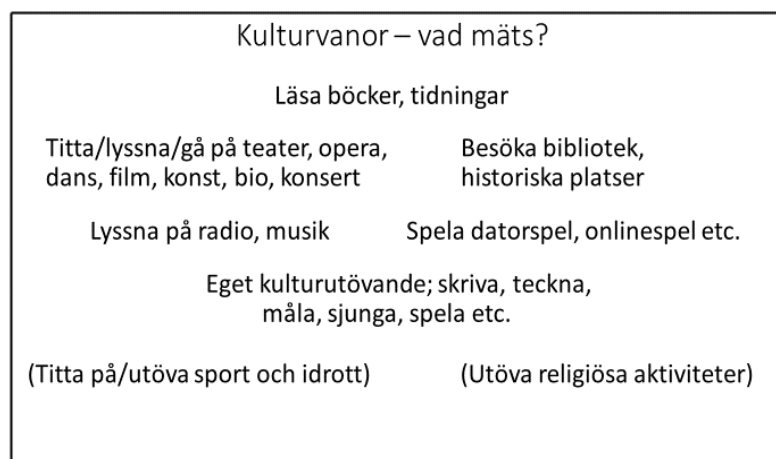 Kulturvanor – vad mäts?
Läsa böcker, tidningar
Titta/lyssna/gå på teater, opera,
dans, film, konst, bio, konsert
Besöka bibliotek,
historiska platser
Lyssna på radio, musik
Spela datorspel, onlinespel etc.
Eget kulturutövande; skriva, teckna,
måla, sjunga, spela etc.
(Titta på/utöva sport och idrott)
(Utöva religiösa aktiviteter)